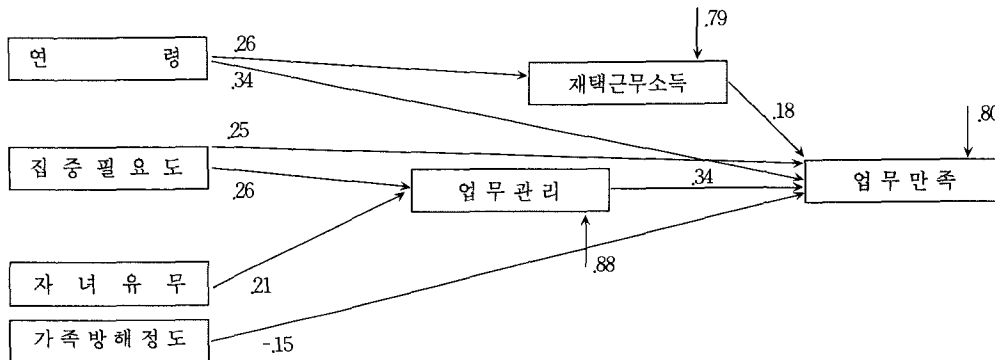 .79
.26
연 령
재택근무소득
.34
.18
.80
.25
집 중 필 요 도
업 무 만 족
.26
업 무 관 리
.34
자 녀 유 무
.21
.88
가 족 방 해 정 도
-.15